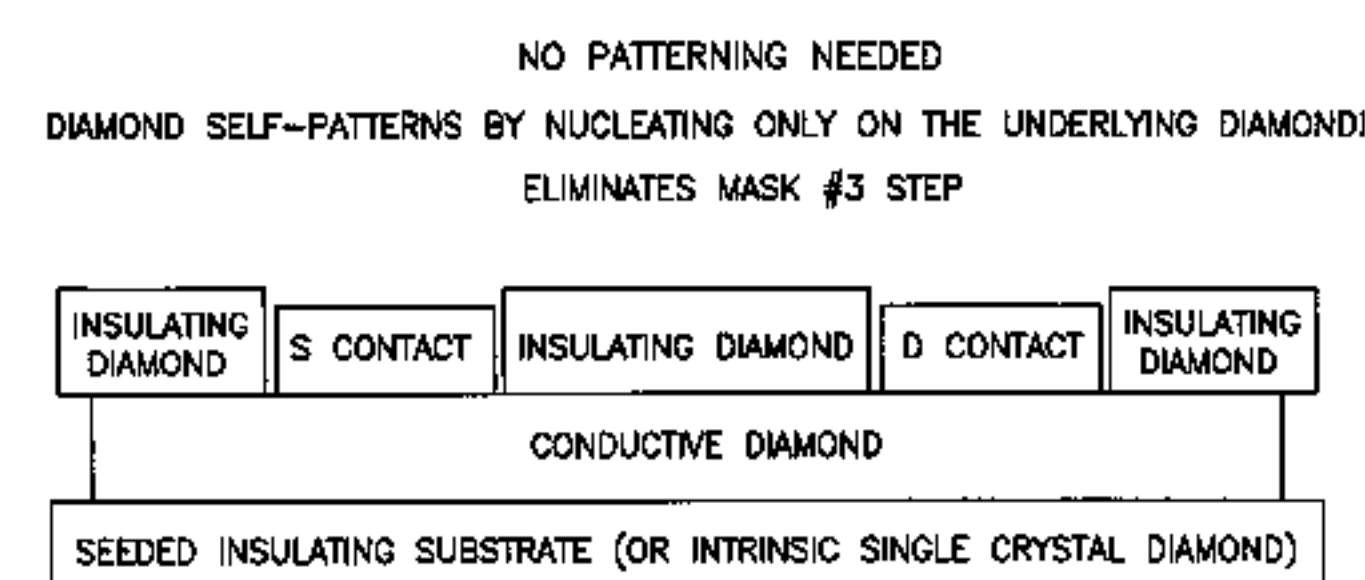 NO PATTERNING NEEDED
DIAMOND SELF-PATTERNS BY NUCLEATING ONLY ON THE UNDERLYING DIAMOND!
ELIMINATES MASK #3 STEP
INSULATING
DIAMOND
S CONTACT
INSULATING DIAMOND
D CONTACT
INSULATING
DIAMOND
CONDUCTIVE DIAMOND
SEEDED INSULATING SUBSTRATE (OR INTRINSIC SINGLE CRYSTAL DIAMOND)